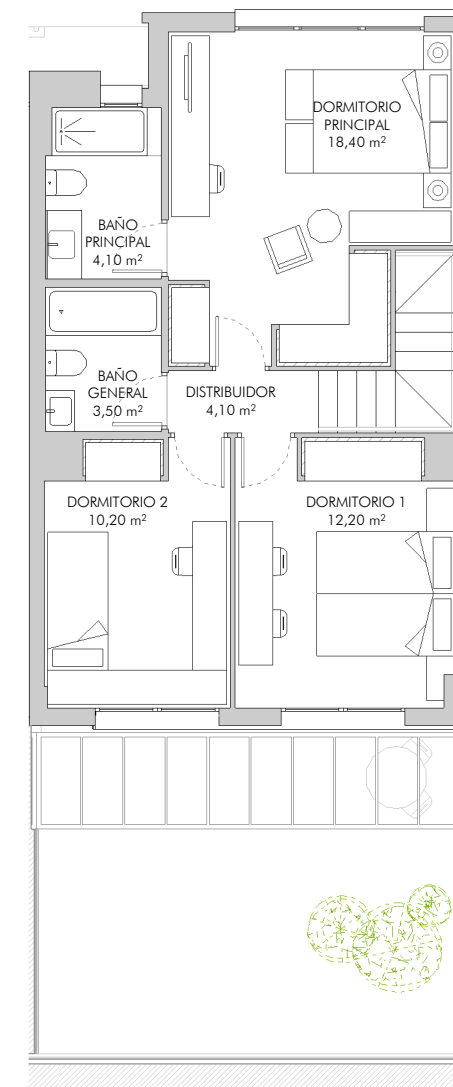 DORMITORIO
PRINCIPAL
18,40 m²
BAÑO
PRINCIPAL
4,10 m²
BAÑO
GENERAL
3,50 m²
DISTRIBUIDOR
4,10 m²
DORMITORIO 2
10,20 m²
DORMITORIO 1
12,20 m²